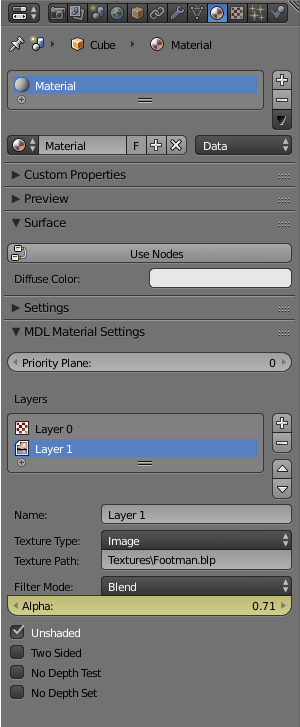 Cube Material
Material
Material F Data
Custom Properties
Preview
Surface
Use Nodes
Diffuse Color:
Settings
MDL Material Settings
Priority Plane: 0
Layers
Layer 0
Layer 1
Name: Layer 1
Texture Type: Image
Texture Path: Textures\Footman.blp
Filter Mode: Blend
Alpha: 0.71
Unshaded
Two Sided
No Depth Test
No Depth Set